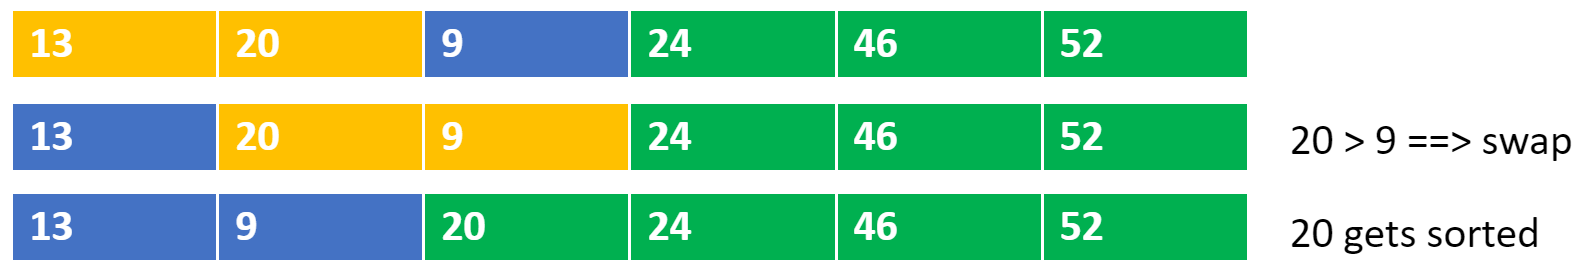 13 20 9 24 46 52
13 20 9 24 46 52 20 > 9 ==> swap
13 9 20 24 46 52 20 gets sorted